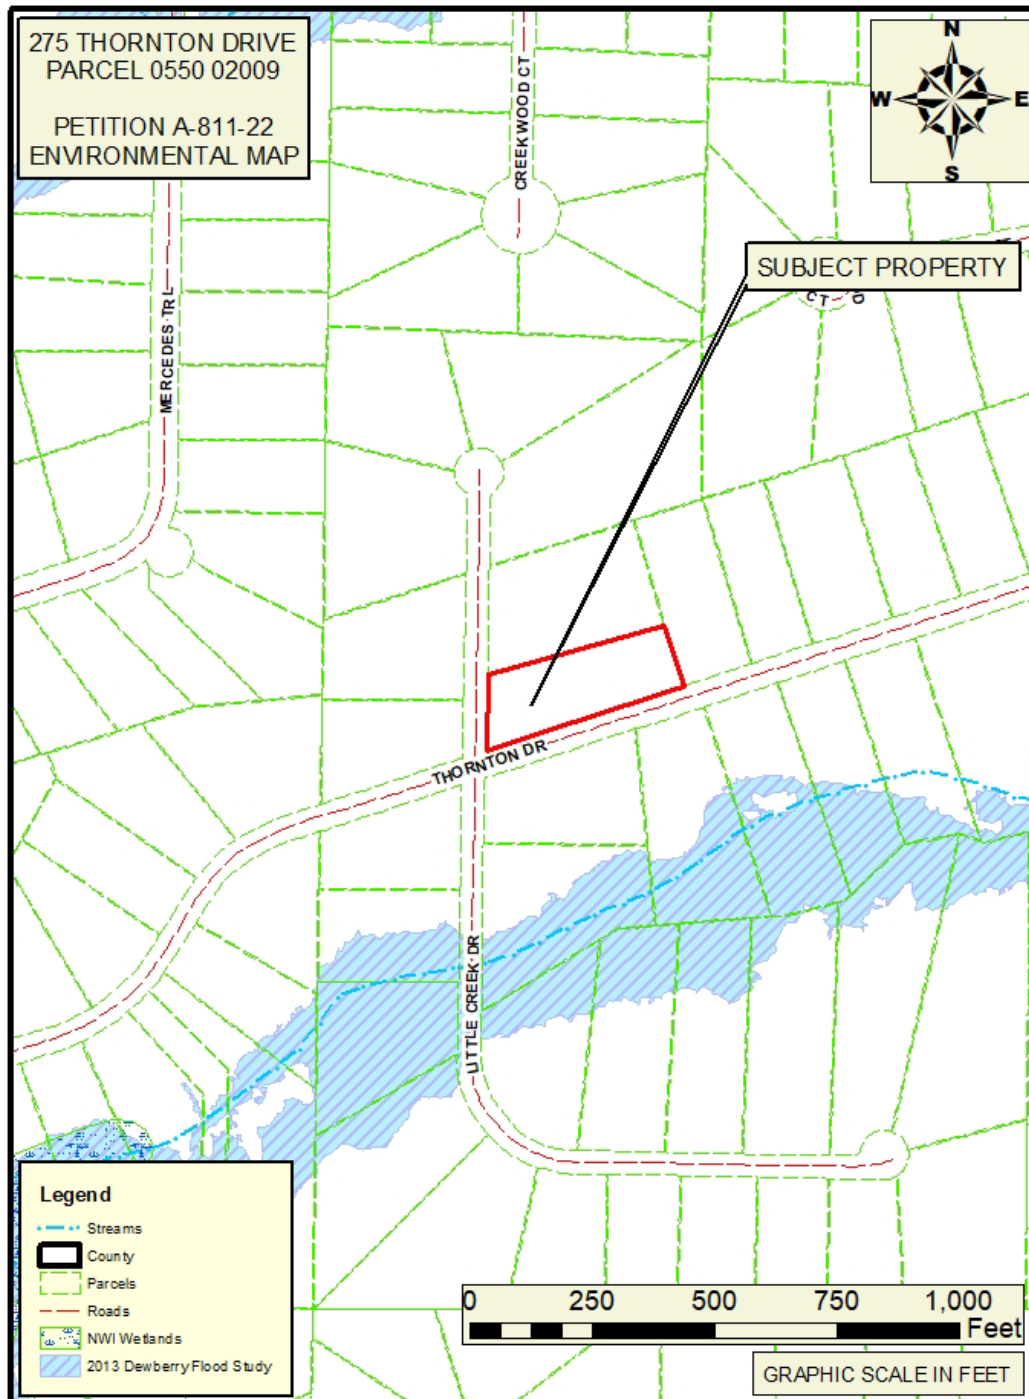 275 THORNTON DRIVE
PARCEL 0550 02009
PETITION A-811-22
ENVIRONMENTAL MAP
N
W
E
S
CREEKWOOD CT
MERCEDES TRL
SUBJECT PROPERTY
CT
D
THORNTON DR
LITTLE CREEK DR
Legend
Streams
County
Parcels
Roads
NWI Wetlands
2013 Dewberry Flood Study
0 250 500 750 1,000
Feet
GRAPHIC SCALE IN FEET